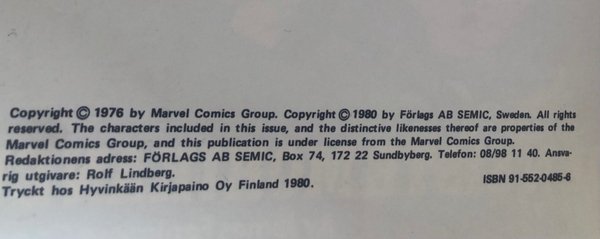 Copyright © 1976 by Marvel Comics Group. Copyright © 1980 by Förlags AB SEMIC, Sweden. All rights
reserved. The characters included in this issue, and the distinctive likenesses thereof are properties of the
Marvel Comics Group, and this publication is under license from the Marvel Comics Group.
Redaktionens adress: FÖRLAGS AB SEMIC, Box 74, 172 22 Sundbyberg. Telefon: 08/98 11 40. Ansva-
rig utgivare: Rolf Lindberg.
Tryckt hos Hyvinkään Kirjapaino Oy Finland 1980. ISBN 91-552-0485-6